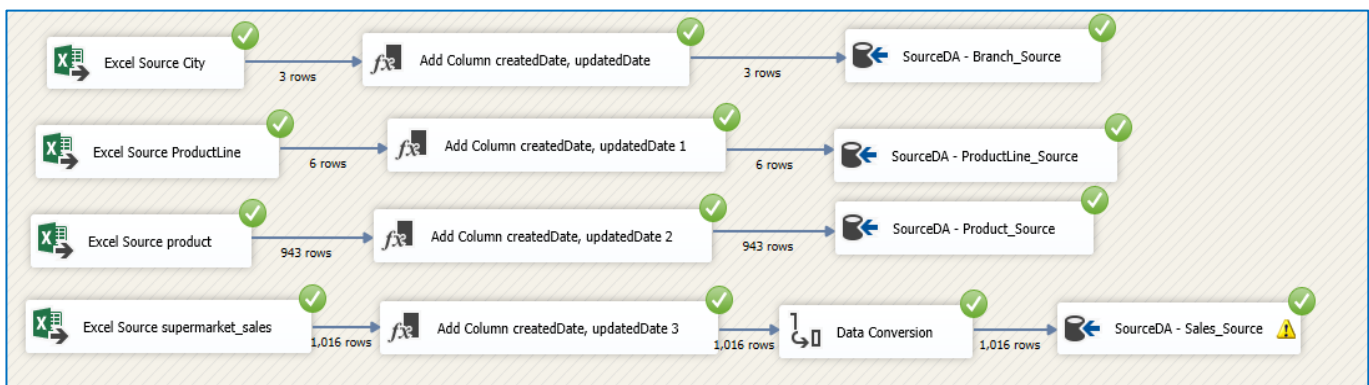 Excel Source City
3 rows
Add Column createdDate, updatedDate
3 rows
SourceDA - Branch_Source
Excel Source ProductLine
6 rows
Add Column createdDate, updatedDate 1
6 rows
SourceDA - ProductLine_Source
Excel Source product
943 rows
Add Column createdDate, updatedDate 2
943 rows
SourceDA - Product_Source
Excel Source supermarket_sales
1,016 rows
Add Column createdDate, updatedDate 3
1,016 rows
Data Conversion
1,016 rows
SourceDA - Sales_Source